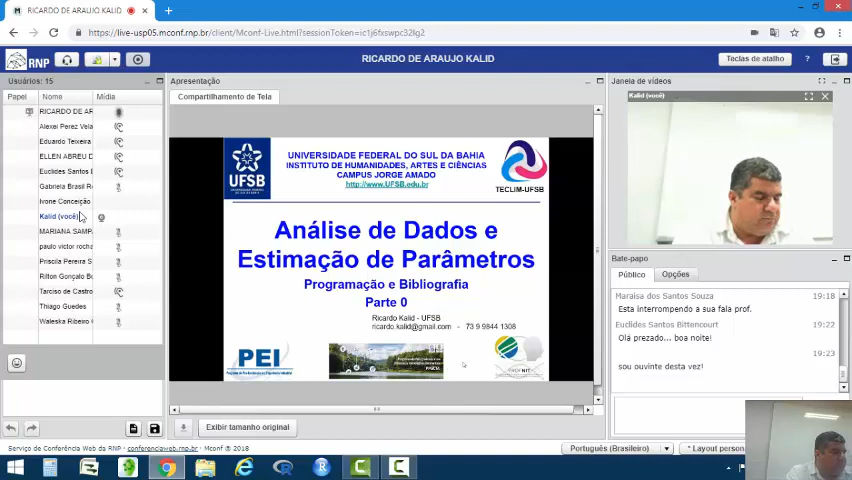 RICARDO DE ARAUJO KALID
https://live-usp05.mconf.rnp.br/client/Mconf-Live.html?sessionToken=ic1j6fxswpc32lg2
RNP
RICARDO DE ARAUJO KALID
Teclas de atalho
?
Usuários: 15
Papel
Nome
Mídia
RICARDO DE AR
Alexei Perez Vela
Eduardo Teixeira
ELLEN ABREU D
Euclides Santos B
Gabriela Brasil R
Ivone Conceição
Kalid (você)
MARIANA SAMPA
paulo victor rocha
Priscila Pereira S
Rilton Gonçalo Bo
Tarciso de Castro
Thiago Guedes
Waleska Ribeiro
Apresentação
Compartilhamento de Tela
UFSB
UNIVERSIDADE FEDERAL DO SUL DA BAHIA
INSTITUTO DE HUMANIDADES, ARTES E CIÊNCIAS
CAMPUS JORGE AMADO
http://www.UFSB.edu.br
TECLIM-UFSB
Análise de Dados e
Estimação de Parâmetros
Programação e Bibliografia
Parte 0
Ricardo Kalid - UFSB
ricardo.kalid@gmail.com - 73 9 9844 1308
PEI
PROFNIT
Exibir tamanho original
Janela de vídeos
Kalid (você)
Bate-papo
Público
Opções
Maraisa dos Santos Souza 19:18
Esta interrompendo a sua fala prof.
Euclides Santos Bittencourt 19:22
Olá prezado... boa noite!
19:23
sou ouvinte desta vez!
Serviço de Conferência Web da RNP - conferenciaweb.rnp.br/ Mconf ® 2018
Português (Brasileiro)
* Layout person